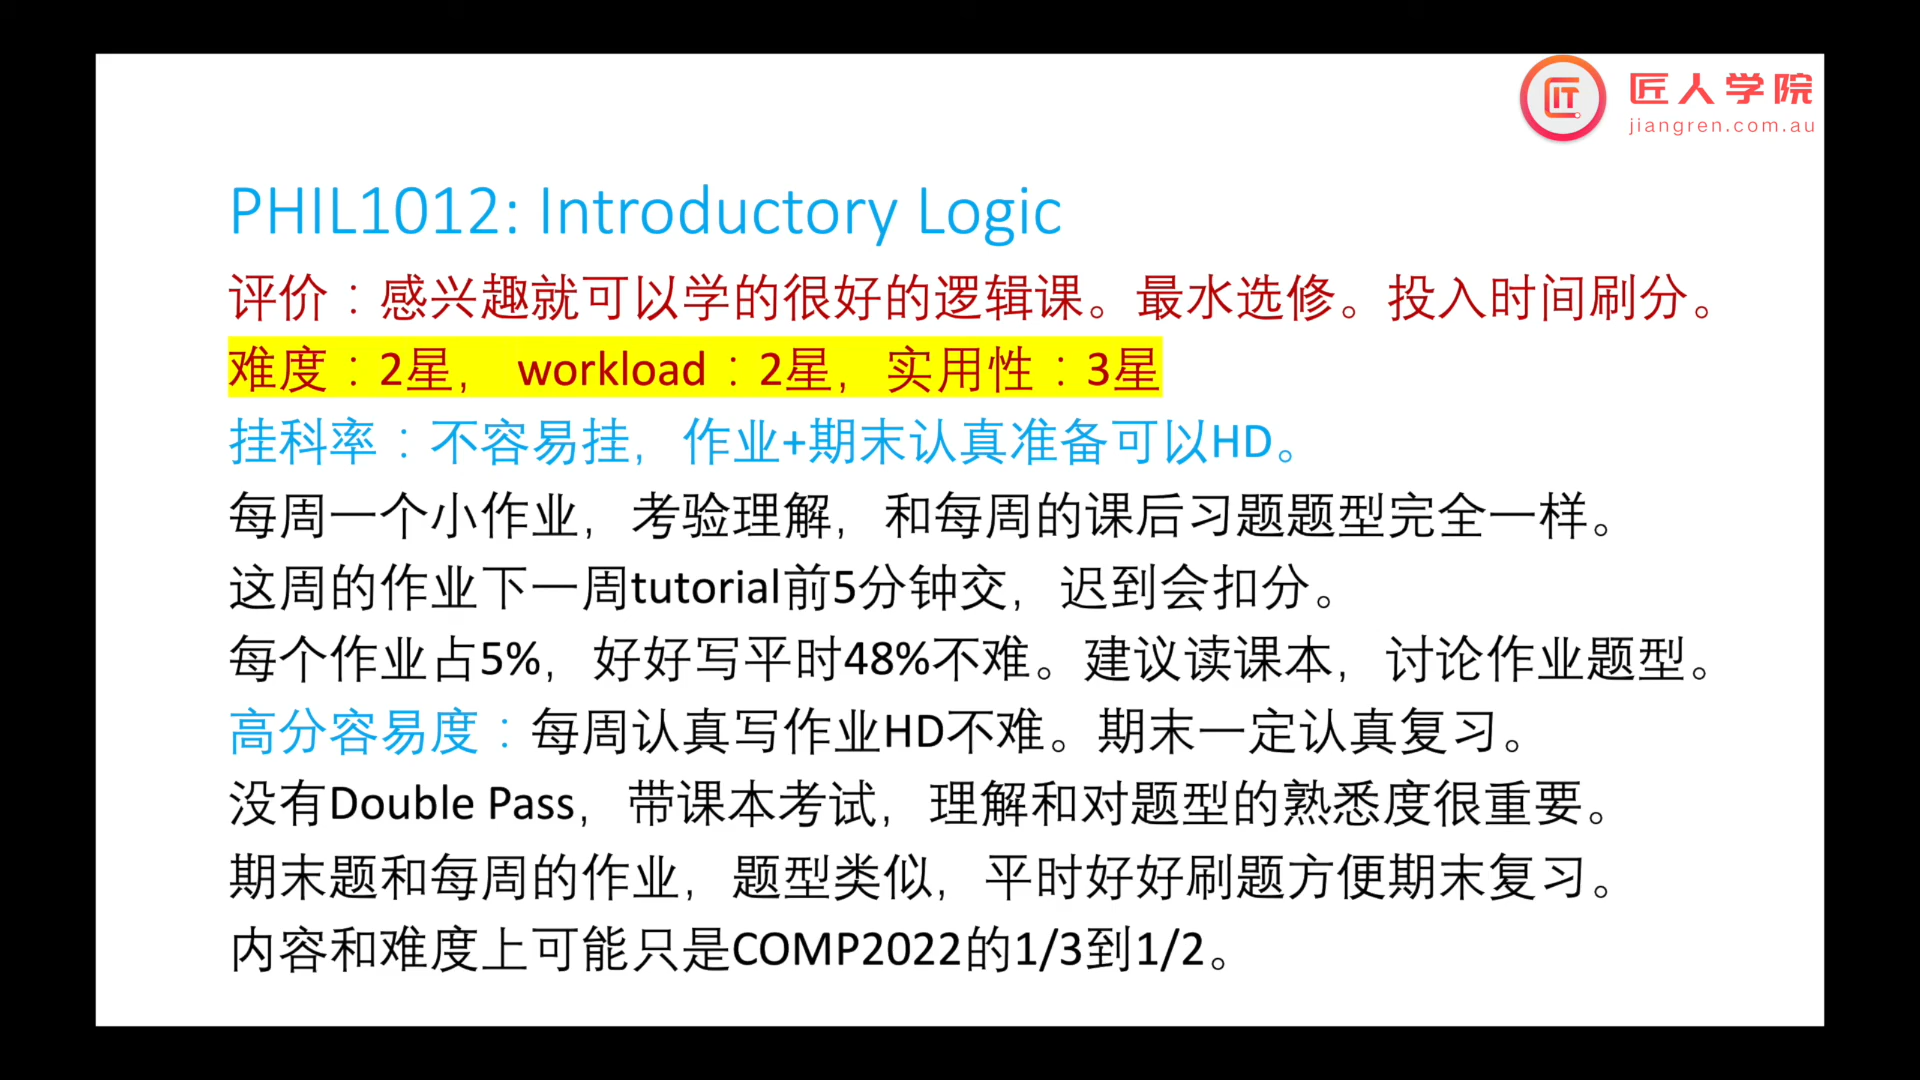 匠人学院
jiangren.com.au
PHIL1012: Introductory Logic
评价：感兴趣就可以学的很好的逻辑课。最水选修。投入时间刷分。
难度：2星， workload：2星，实用性：3星
挂科率：不容易挂，作业+期末认真准备可以HD。
每周一个小作业，考验理解，和每周的课后习题题型完全一样。
这周的作业下一周tutorial前5分钟交，迟到会扣分。
每个作业占5%，好好写平时48%不难。建议读课本，讨论作业题型。
高分容易度：每周认真写作业HD不难。期末一定认真复习。
没有Double Pass，带课本考试，理解和对题型的熟悉度很重要。
期末题和每周的作业，题型类似，平时好好刷题方便期末复习。
内容和难度上可能只是COMP2022的1/3到1/2。